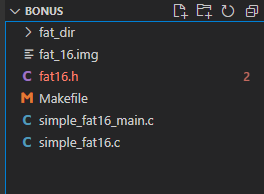 BONUS
fat_dir
fat_16.img
C fat16.h 2
M Makefile
C simple_fat16_main.c
C simple_fat16.c